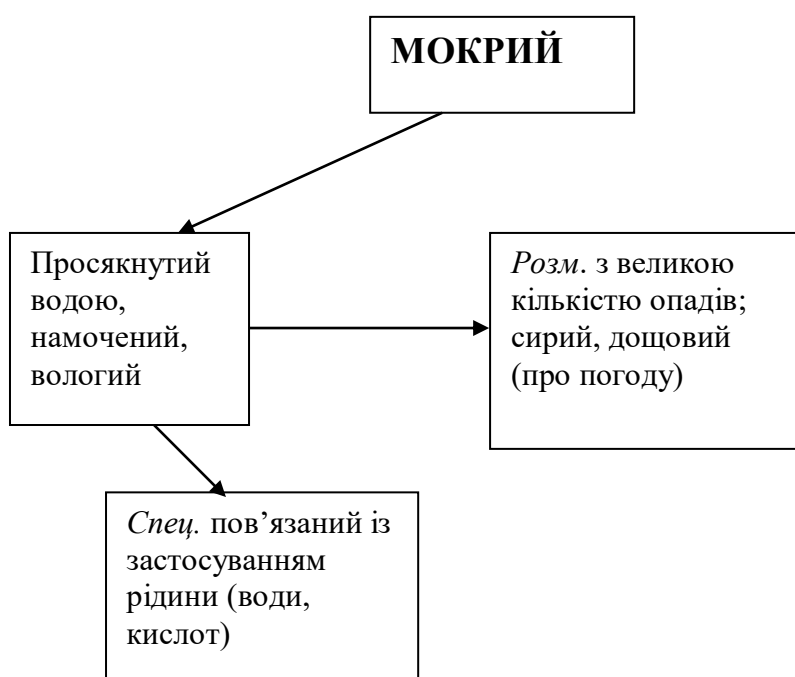 МОКРИЙ
Просякнутий
водою,
намочений,
вологий
Розм. з великою
кількістю опадів;
сирий, дощовий
(про погоду)
Спец. пов’язаний із
застосуванням
рідини (води,
кислот)